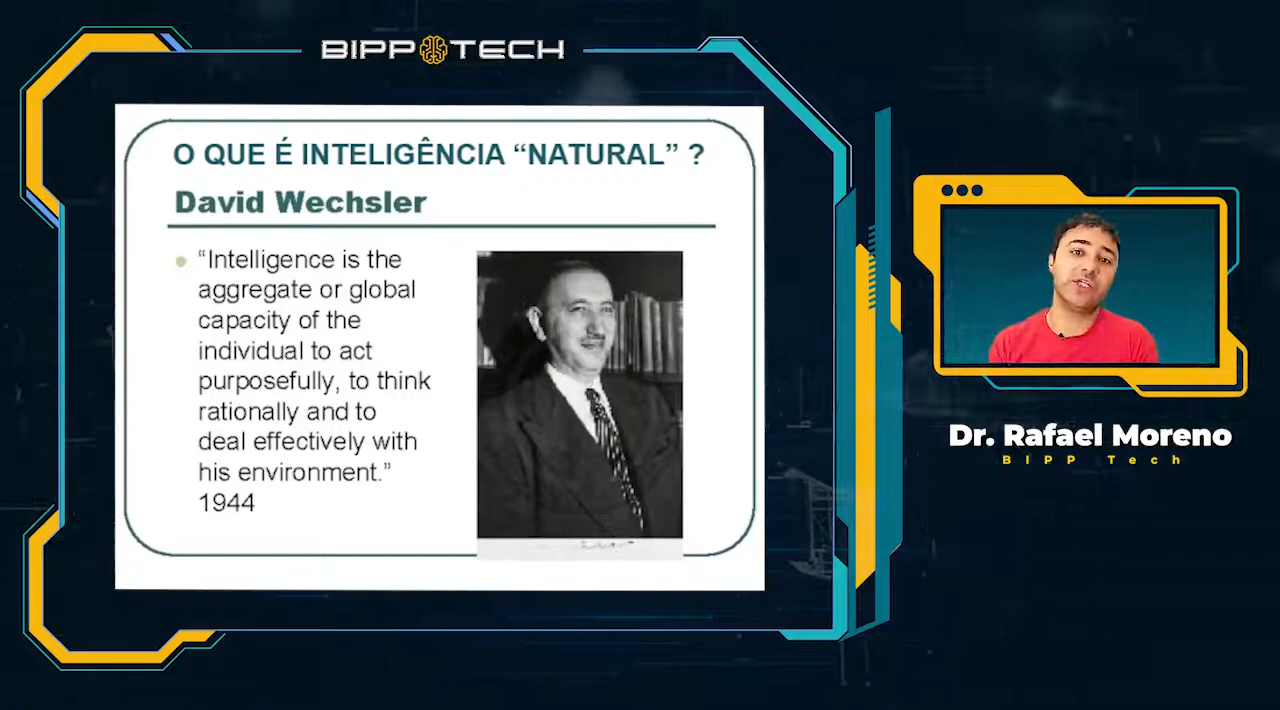 BIPP TECH
O QUE É INTELIGÊNCIA “NATURAL” ?
David Wechsler
“Intelligence is the
aggregate or global
capacity of the
individual to act
purposefully, to think
rationally and to
deal effectively with
his environment.”
1944
Dr. Rafael Moreno
BIPP Tech